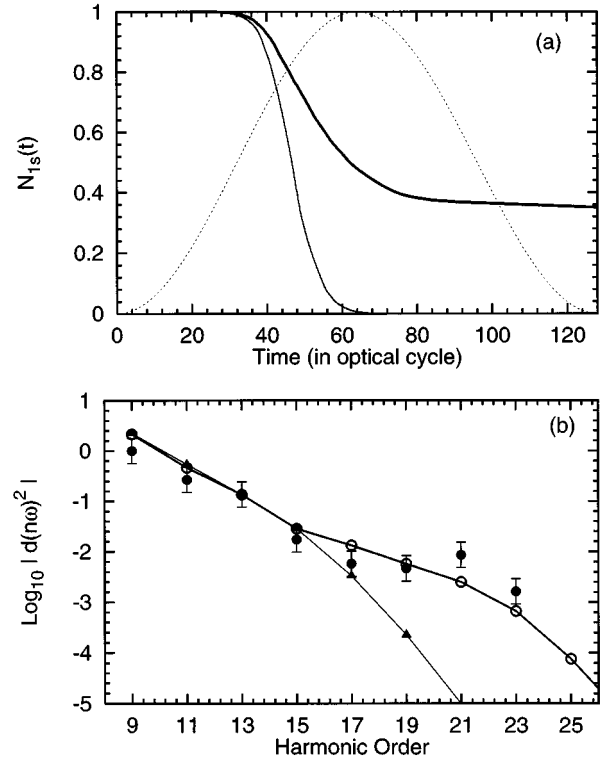 1
0.8
0.6
0.4
0.2
0
N1s(t)
(a)
0 20 40 60 80 100 120
Time (in optical cycle)
1
0
-1
-2
-3
-4
-5
Log10 | d(nω)² |
(b)
9 11 13 15 17 19 21 23 25
Harmonic Order